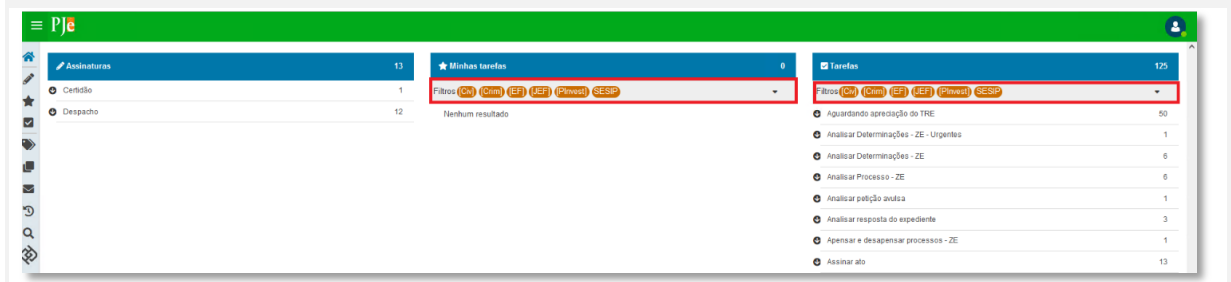 PJe
Assinaturas 13
Certidão 1
Despacho 12
Minhas tarefas 0
Filtros [Civ] [Crim] [EF] [JEF] [PInvest] SESIP
Nenhum resultado
Tarefas 125
Filtros [Civ] [Crim] [EF] [JEF] [PInvest] SESIP
Aguardando apreciação do TRE 50
Analisar Determinações - ZE - Urgentes 1
Analisar Determinações - ZE 6
Analisar Processo - ZE 6
Analisar petição avulsa 1
Analisar resposta do expediente 3
Apensar e desapensar processos - ZE 1
Assinar ato 13